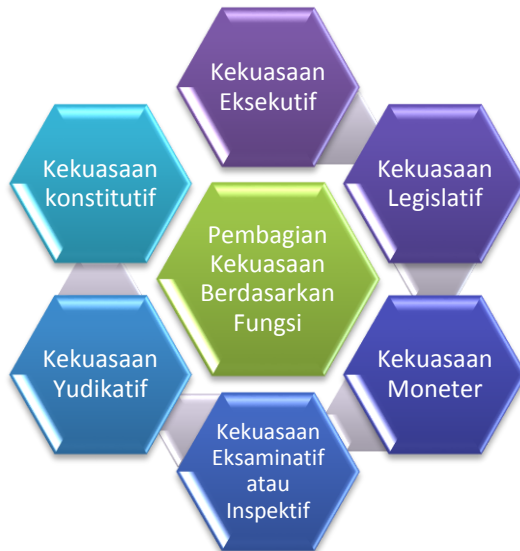 Kekuasaan
Eksekutif
Kekuasaan
konstitutif
Kekuasaan
Legislatif
Pembagian
Kekuasaan
Berdasarkan
Fungsi
Kekuasaan
Yudikatif
Kekuasaan
Moneter
Kekuasaan
Eksaminatif
atau
Inspektif